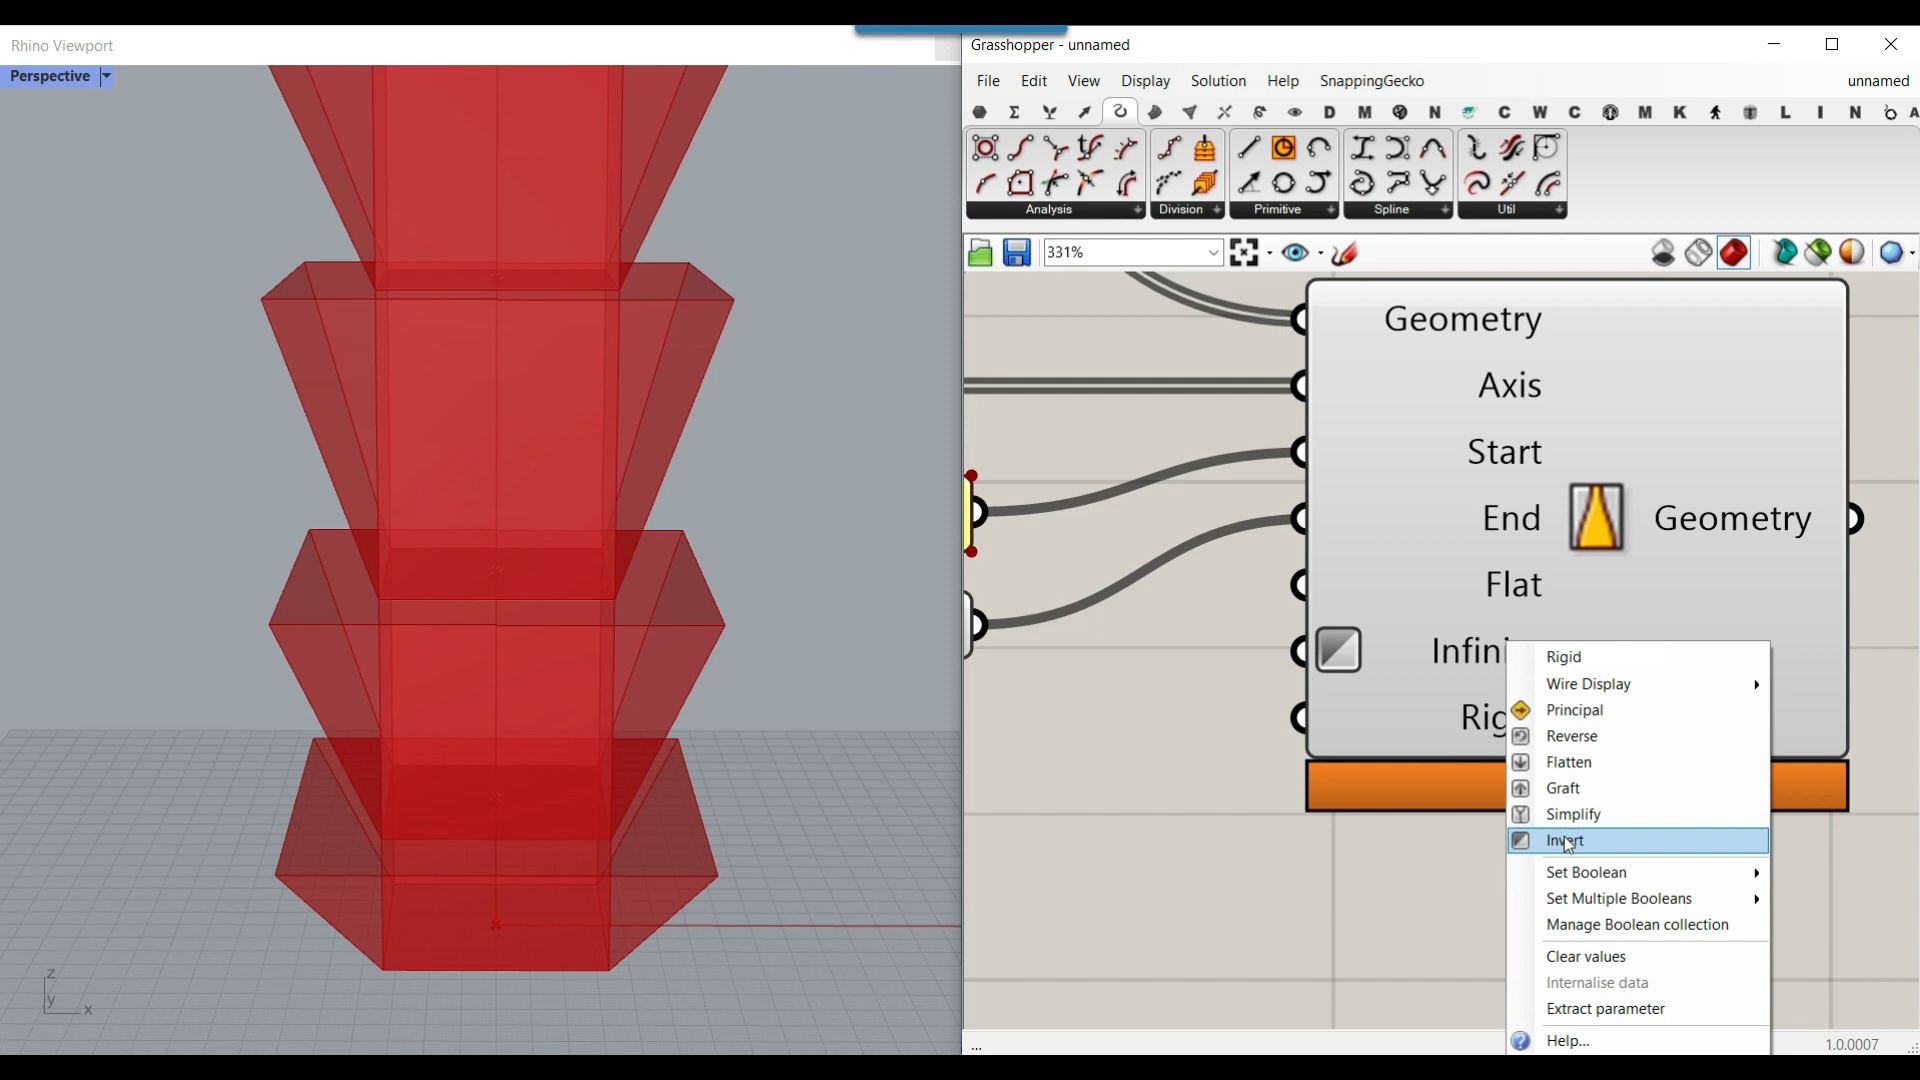 Rhino Viewport
Perspective
Grasshopper - unnamed
File Edit View Display Solution Help SnappingGecko unnamed
D M N C W C M K L I N A
Analysis Division Primitive Spline Util
331%
Geometry
Axis
Start
End Geometry
Flat
Infini
Rig
Rigid
Wire Display
Principal
Reverse
Flatten
Graft
Simplify
Invert
Set Boolean
Set Multiple Booleans
Manage Boolean collection
Clear values
Internalise data
Extract parameter
Help...
z
y x
... 1.0.0007